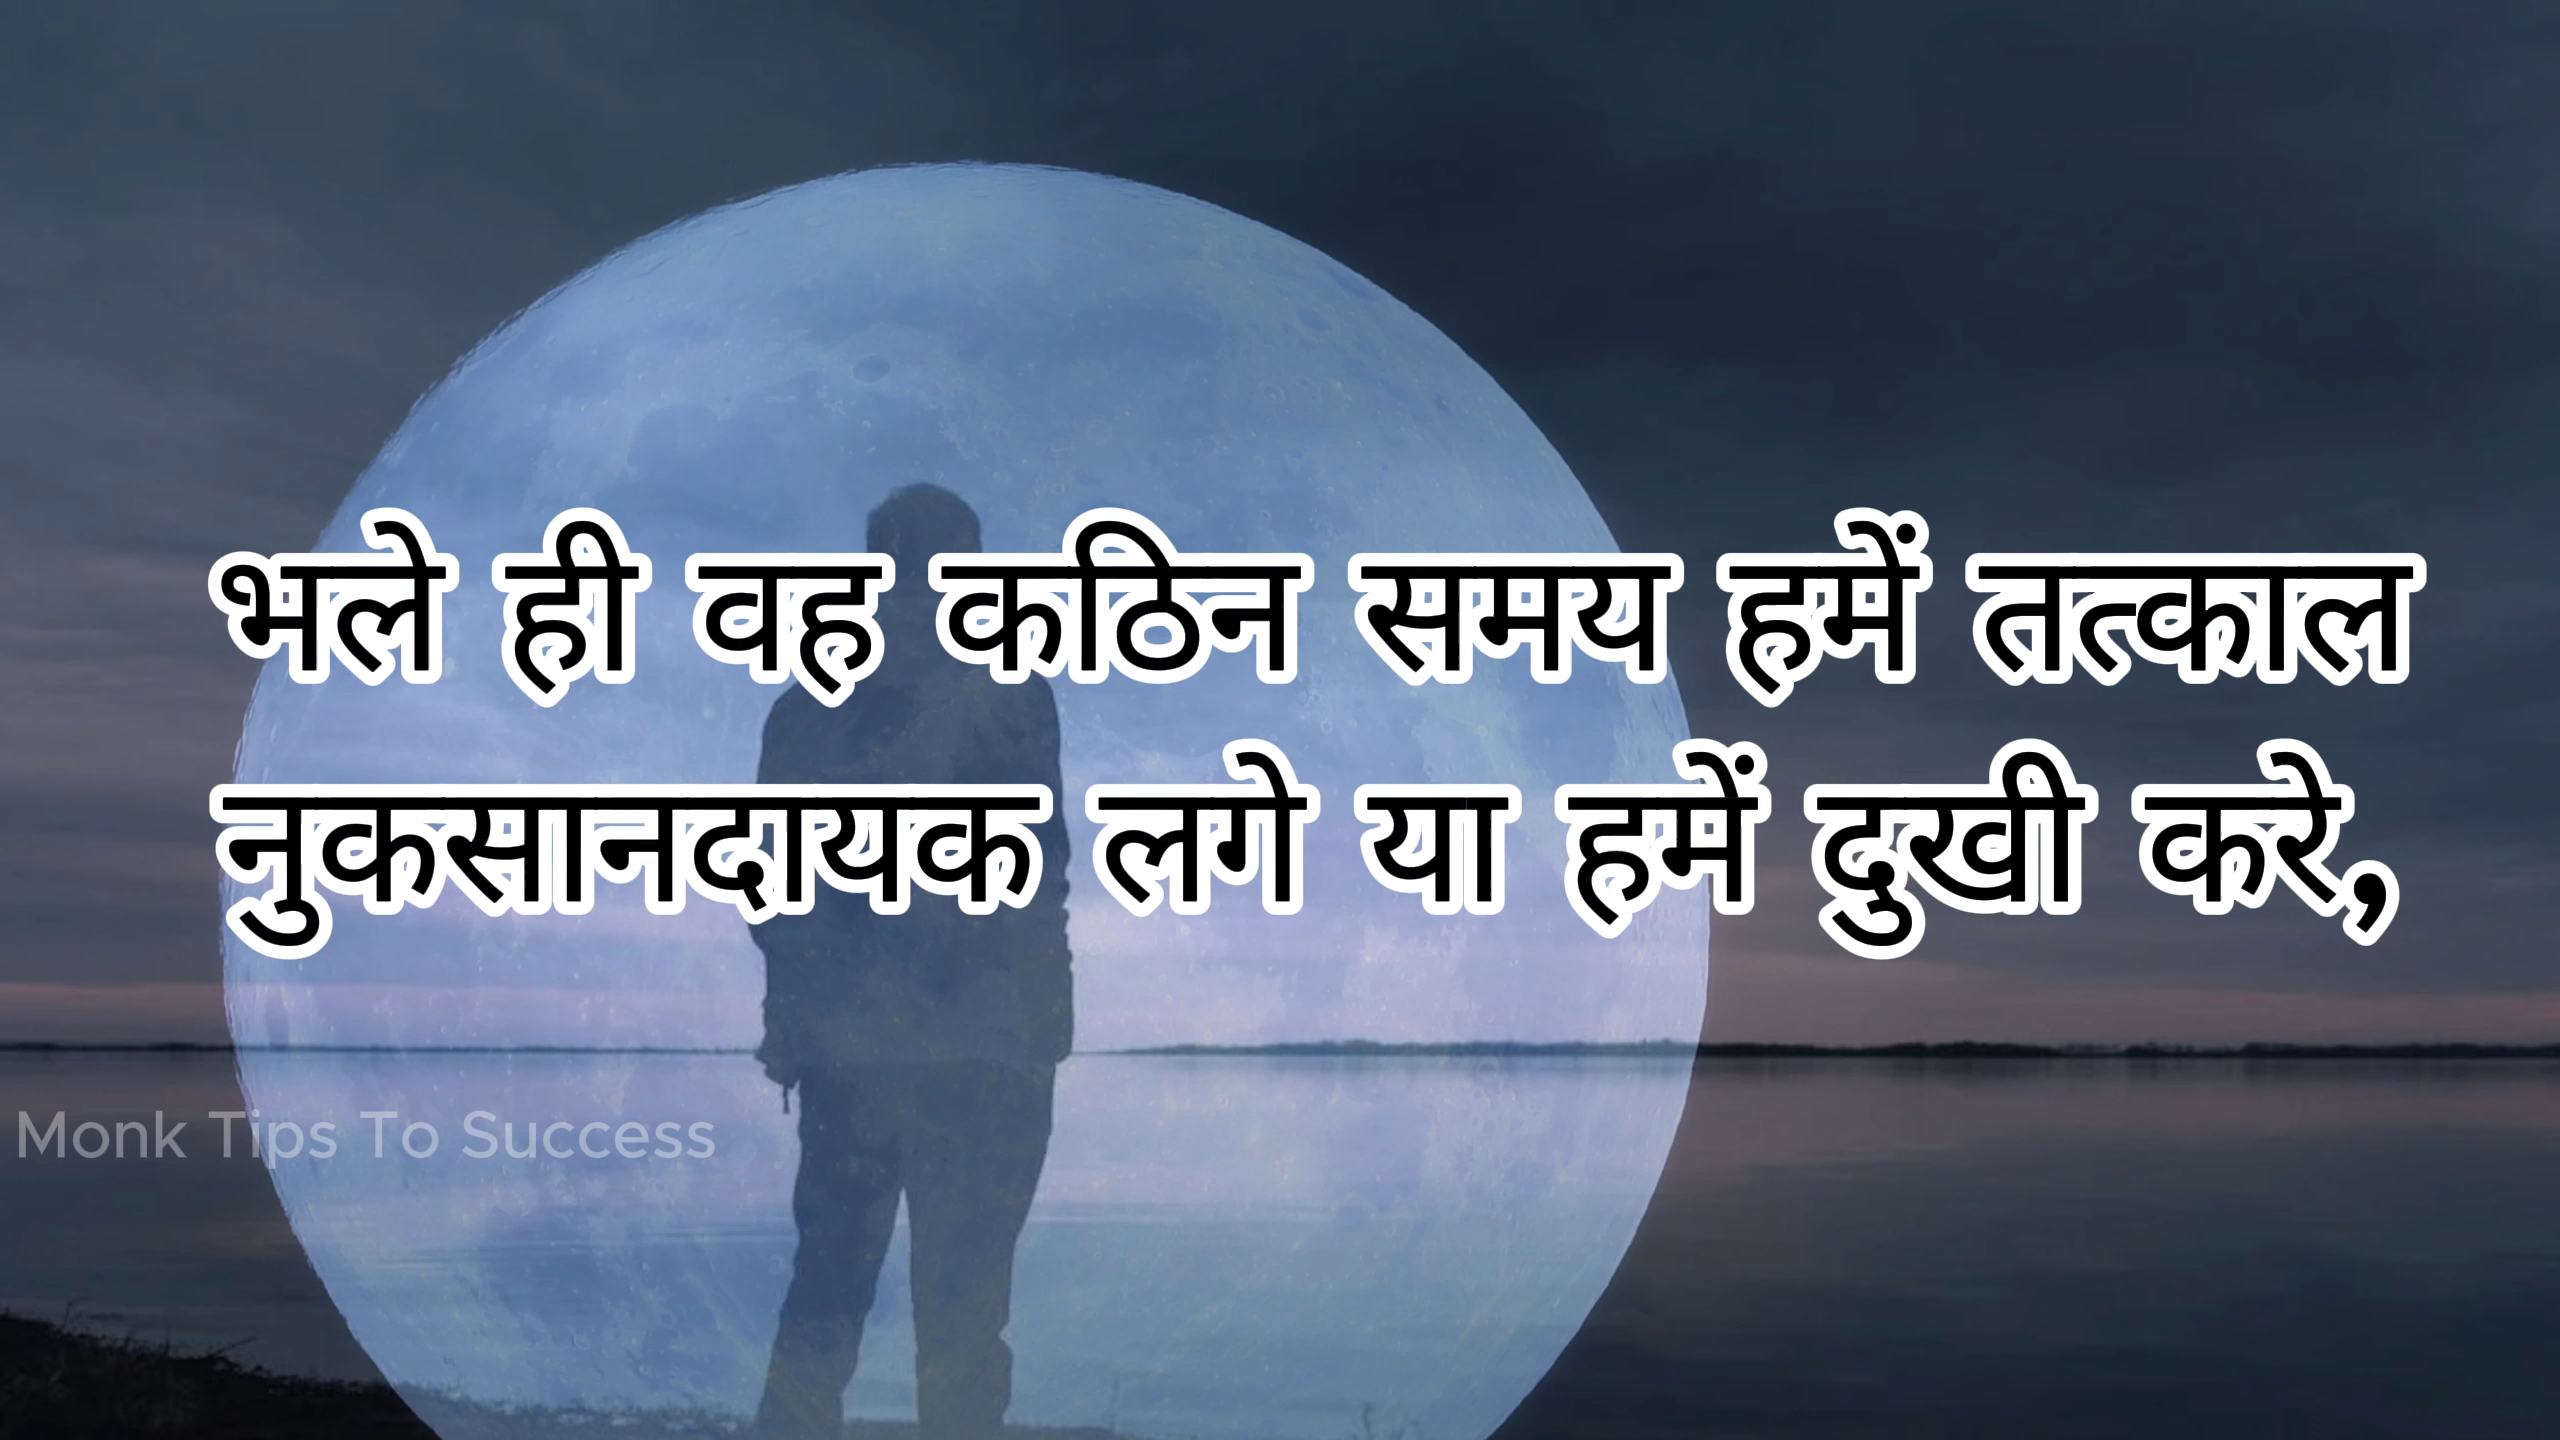 भले ही वह कठिन समय हमें तत्काल
नुकसानदायक लगे या हमें दुखी करे,
Monk Tips To Success